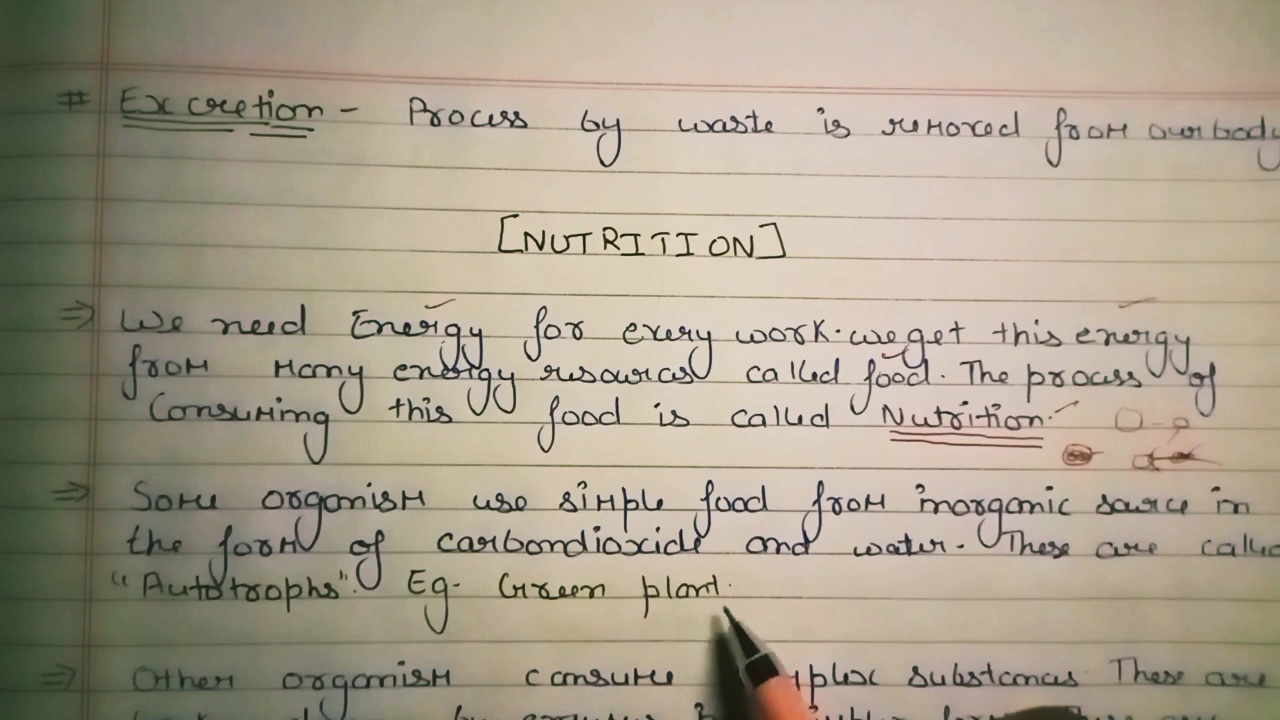 # Excretion - Process by waste is removed from our body
[NUTRITION]
⇒ We need Energy for every work. we get this energy
from many energy resources called food. The process of
Consuming this food is called Nutrition.
⇒ Some organism use simple food from inorganic source in
the form of carbondioxide and water. These are called
"Autotrophs". Eg. Green plant.
⇒ Other organism consume substances These are